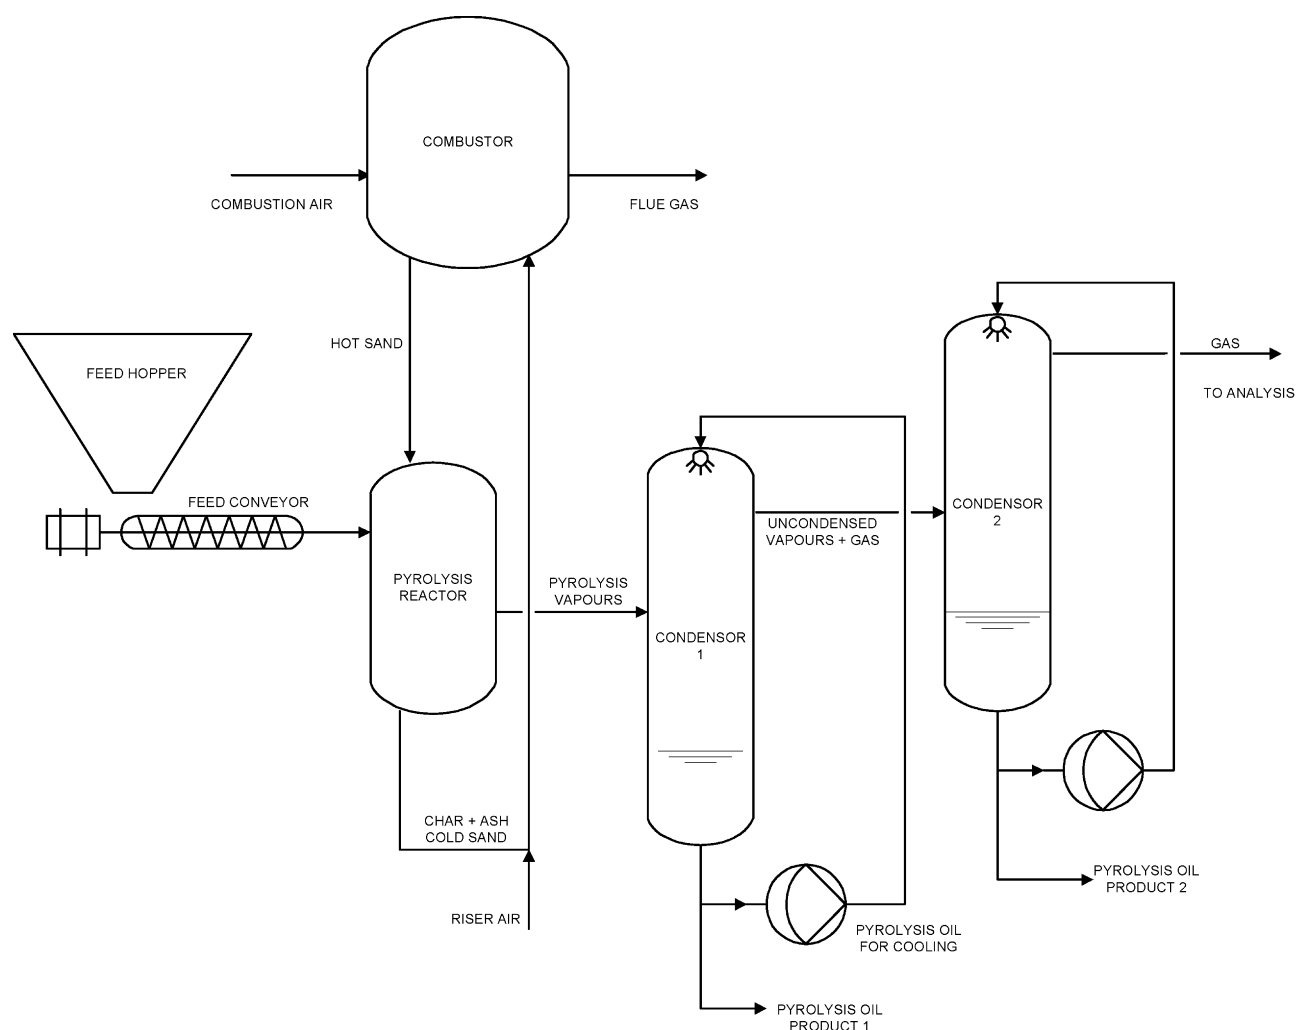 COMBUSTOR
COMBUSTION AIR
FLUE GAS
HOT SAND
GAS
FEED HOPPER
TO ANALYSIS
FEED CONVEYOR
CONDENSOR
2
UNCONDENSED
VAPOURS + GAS
PYROLYSIS
REACTOR
PYROLYSIS
VAPOURS
CONDENSOR
1
CHAR + ASH
COLD SAND
PYROLYSIS OIL
PRODUCT 2
RISER AIR
PYROLYSIS OIL
FOR COOLING
PYROLYSIS OIL
PRODUCT 1